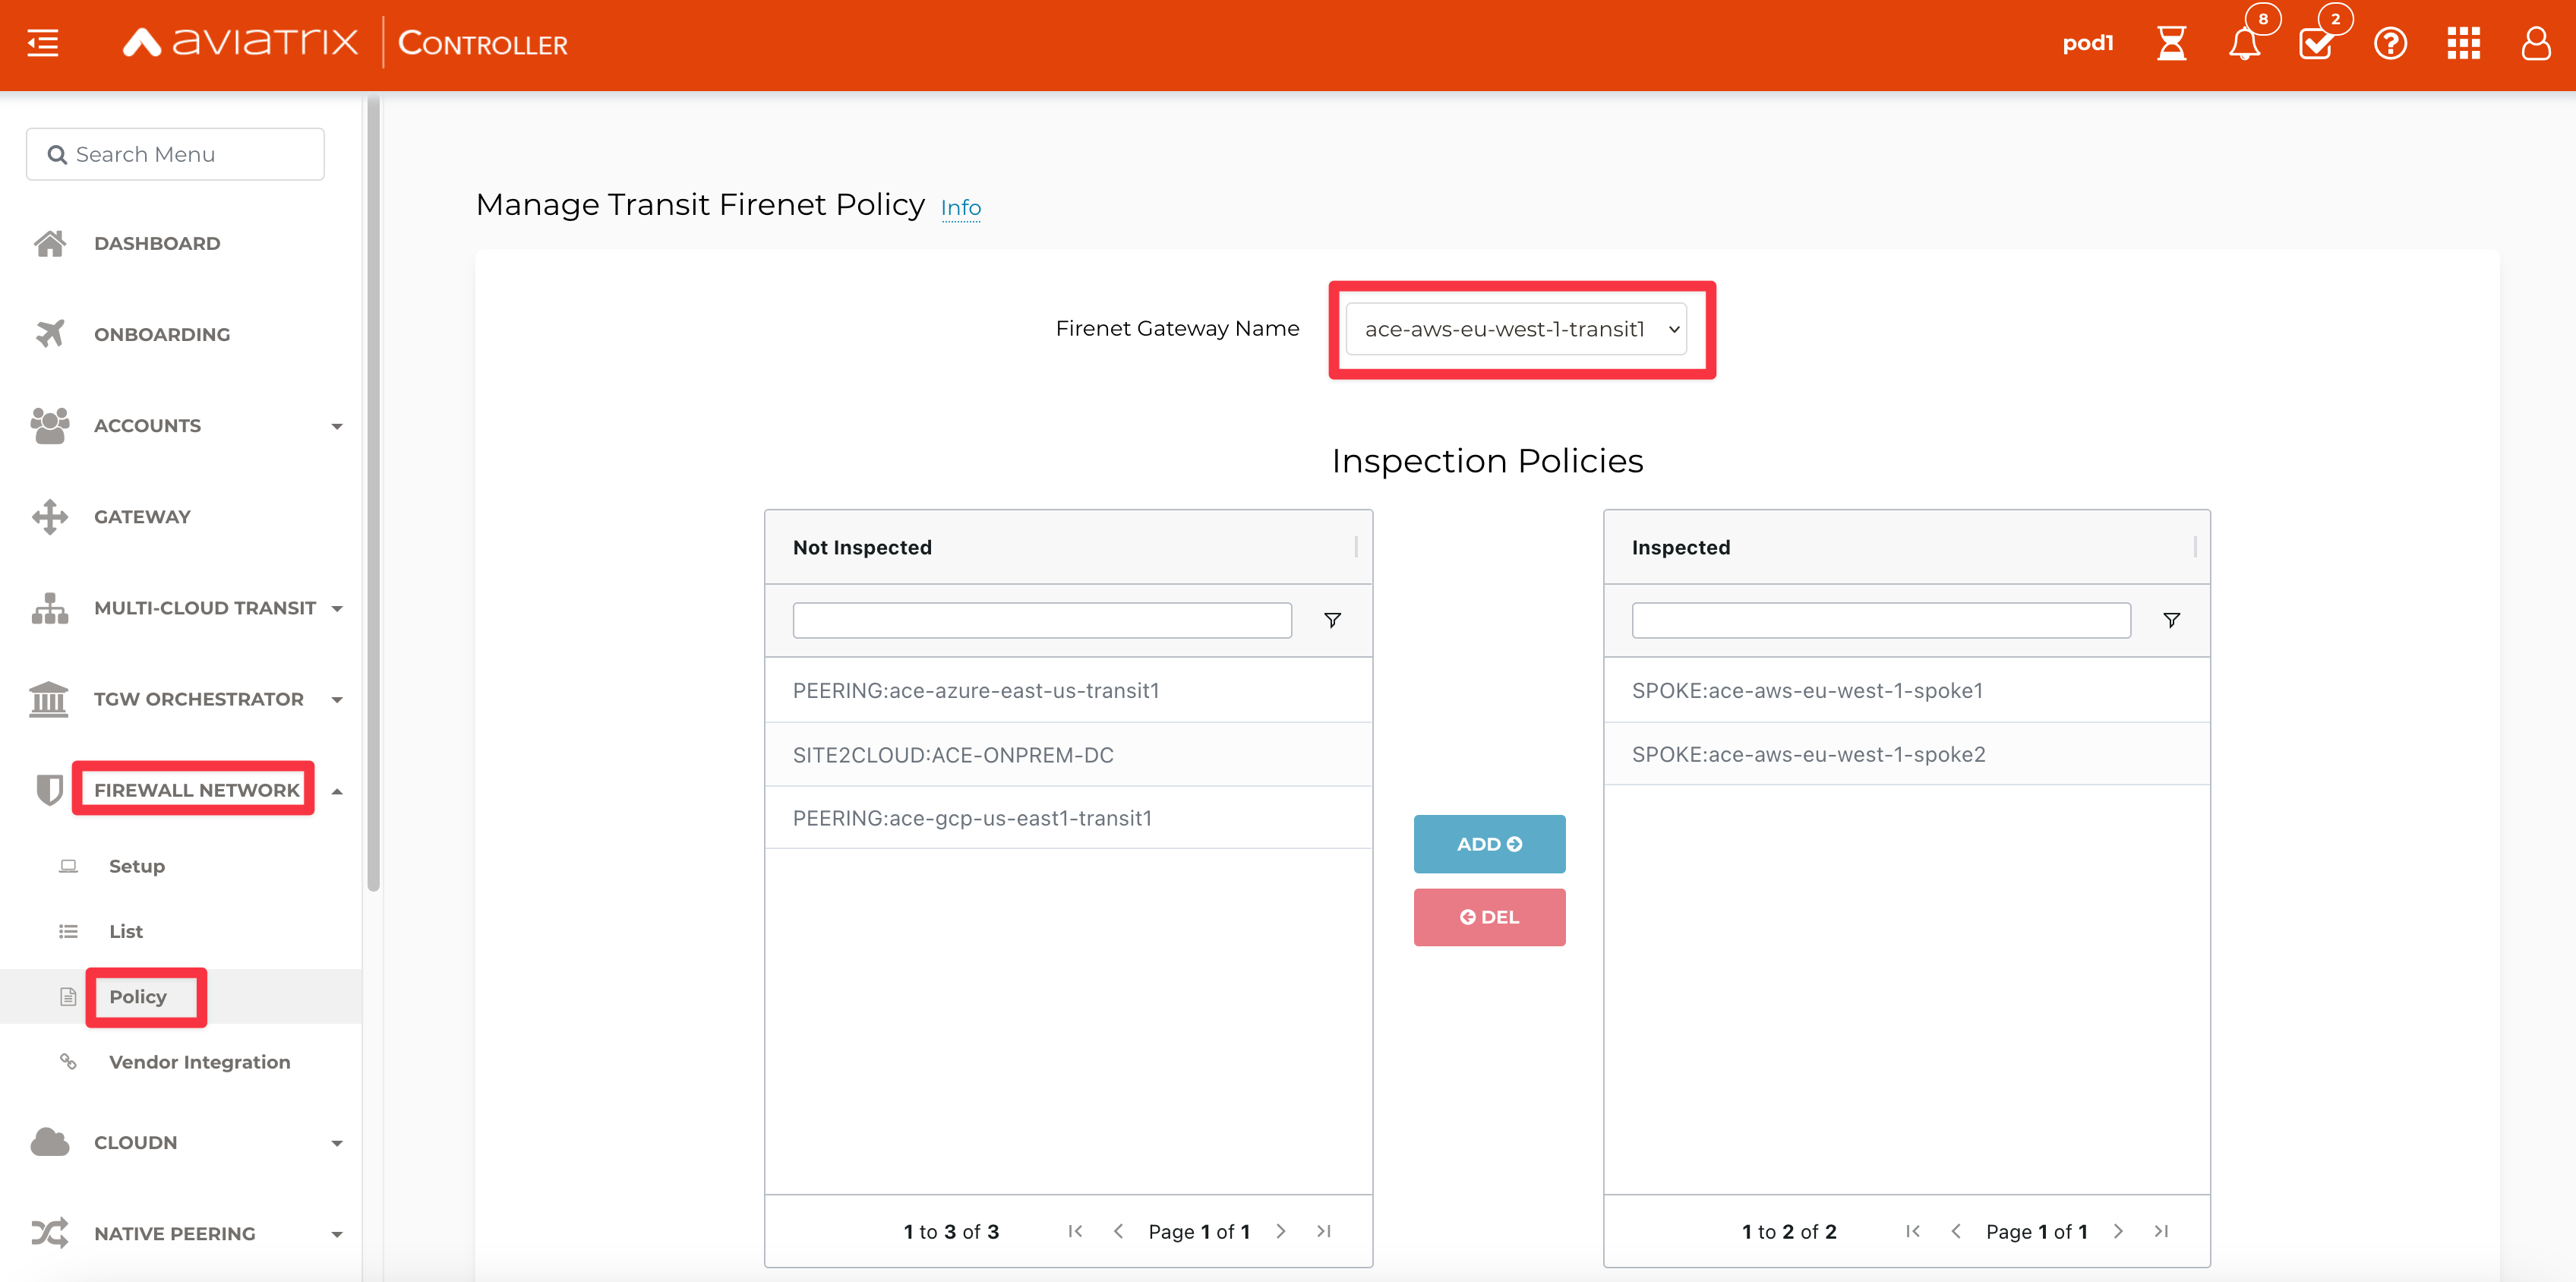 aviatrix CONTROLLER
pod1
8
2
Search Menu
DASHBOARD
ONBOARDING
ACCOUNTS
GATEWAY
MULTI-CLOUD TRANSIT
TGW ORCHESTRATOR
FIREWALL NETWORK
Setup
List
Policy
Vendor Integration
CLOUDN
NATIVE PEERING
Manage Transit Firenet Policy Info
Firenet Gateway Name ace-aws-eu-west-1-transit1
Inspection Policies
Not Inspected
PEERING:ace-azure-east-us-transit1
SITE2CLOUD:ACE-ONPREM-DC
PEERING:ace-gcp-us-east1-transit1
1 to 3 of 3 Page 1 of 1
ADD
DEL
Inspected
SPOKE:ace-aws-eu-west-1-spoke1
SPOKE:ace-aws-eu-west-1-spoke2
1 to 2 of 2 Page 1 of 1